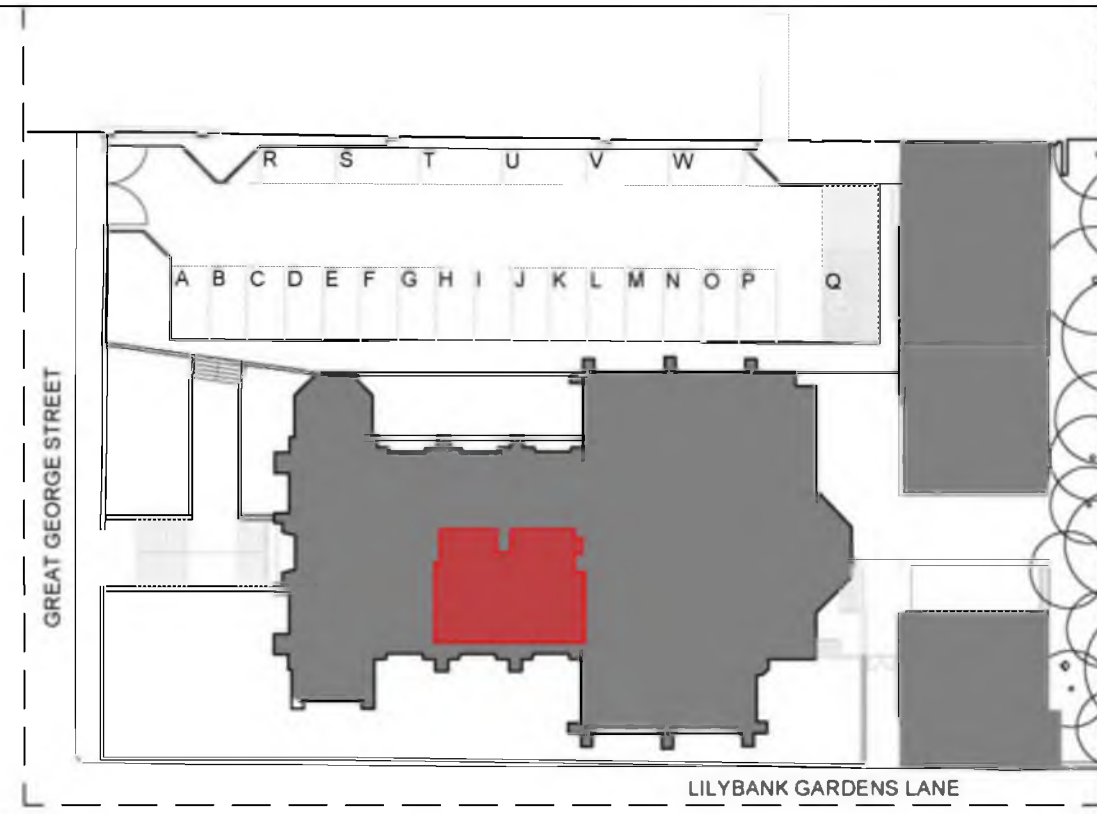 R S T U V W
A B C D E F G H I J K L M N O P Q
GREAT GEORGE STREET
LILYBANK GARDENS LANE